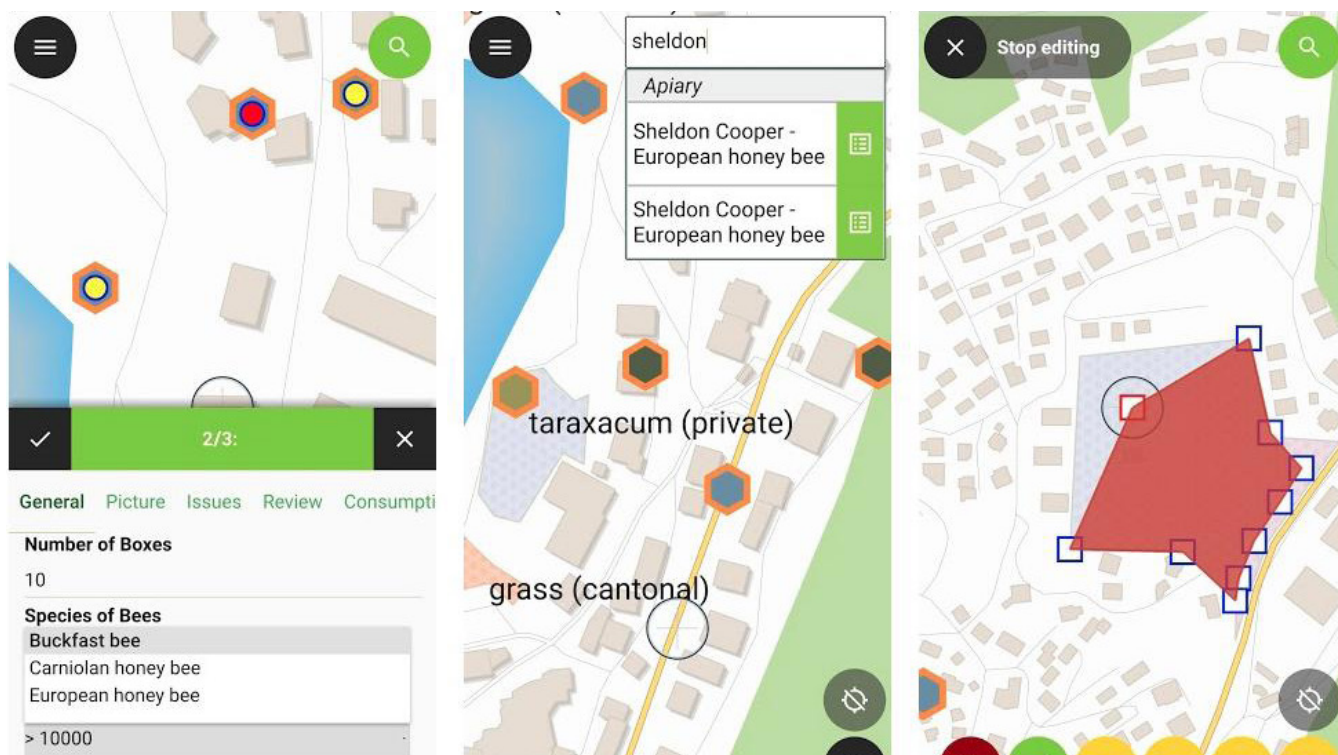 2/3:
General Picture Issues Review Consumpti
Number of Boxes
10
Species of Bees
Buckfast bee
Carniolan honey bee
European honey bee
> 10000
sheldon
Apiary
Sheldon Cooper -
European honey bee
Sheldon Cooper -
European honey bee
taraxacum (private)
grass (cantonal)
Stop editing